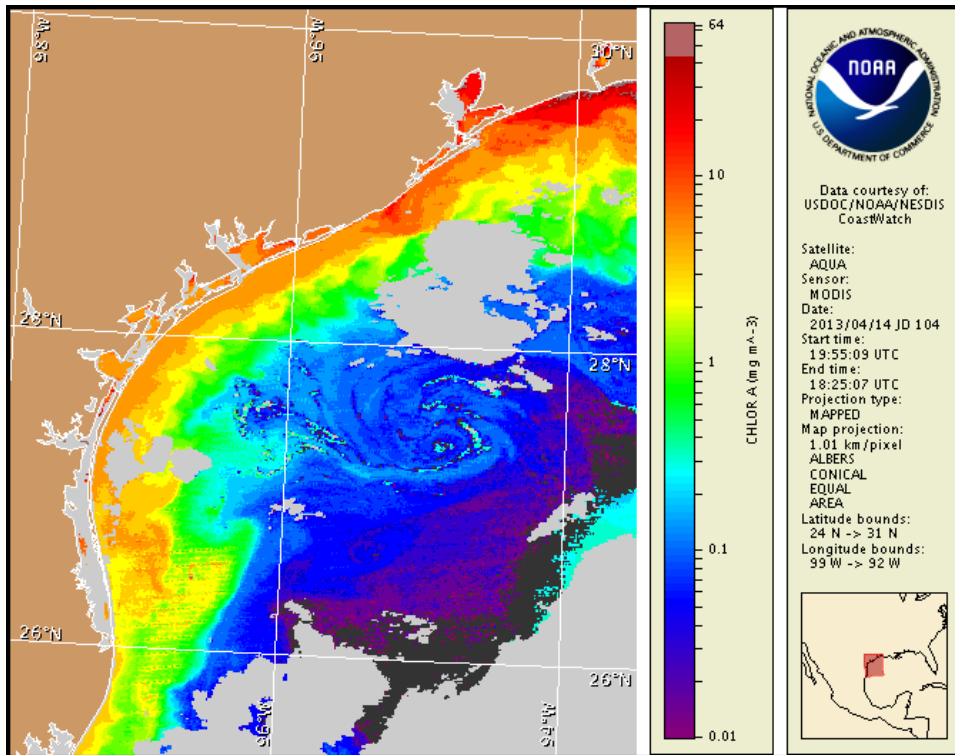 98°W
96°W
30°N
28°N
28°N
26°N
26°N
96°W
94°W
64
10
1
0.1
0.01
CHLOR A (mg m^-3)
NATIONAL OCEANIC AND ATMOSPHERIC ADMINISTRATION
NOAA
U.S. DEPARTMENT OF COMMERCE
Data courtesy of:
USDOC/NOAA/NESDIS
CoastWatch
Satellite:
AQUA
Sensor:
MODIS
Date:
2013/04/14 JD 104
Start time:
19:55:09 UTC
End time:
18:25:07 UTC
Projection type:
MAPPED
Map projection:
1.01 km/pixel
ALBERS
CONICAL
EQUAL
AREA
Latitude bounds:
24 N -> 31 N
Longitude bounds:
99 W -> 92 W